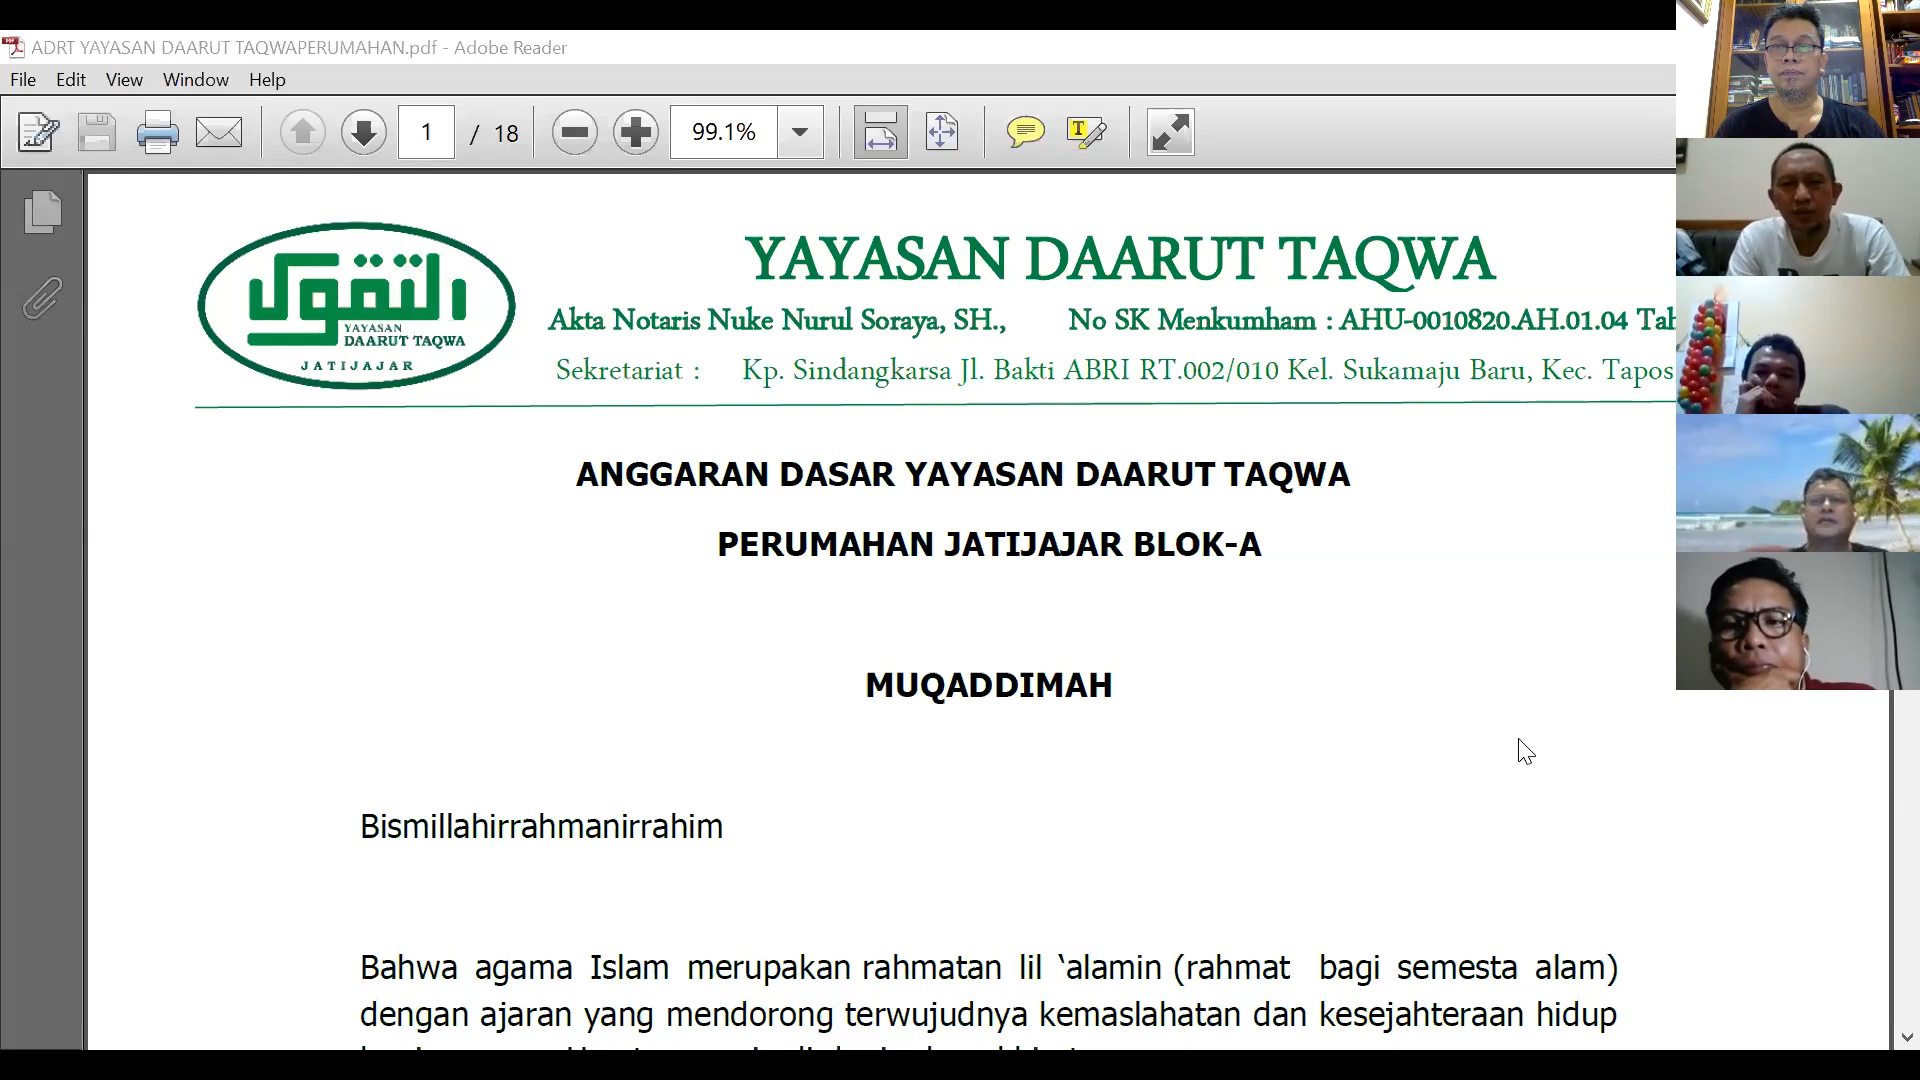 ADRT YAYASAN DAARUT TAQWAPERUMAHAN.pdf - Adobe Reader
File Edit View Window Help
1 / 18 99.1%
التقوى
YAYASAN
DAARUT TAQWA
JATIJAJAR
YAYASAN DAARUT TAQWA
Akta Notaris Nuke Nurul Soraya, SH., No SK Menkumham : AHU-0010820.AH.01.04
Sekretariat : Kp. Sindangkarsa Jl. Bakti ABRI RT.002/010 Kel. Sukamaju Baru, Kec. Tapos
ANGGARAN DASAR YAYASAN DAARUT TAQWA
PERUMAHAN JATIJAJAR BLOK-A
MUQADDIMAH
Bismillahirrahmanirrahim
Bahwa agama Islam merupakan rahmatan lil ‘alamin (rahmat bagi semesta alam)
dengan ajaran yang mendorong terwujudnya kemaslahatan dan kesejahteraan hidup